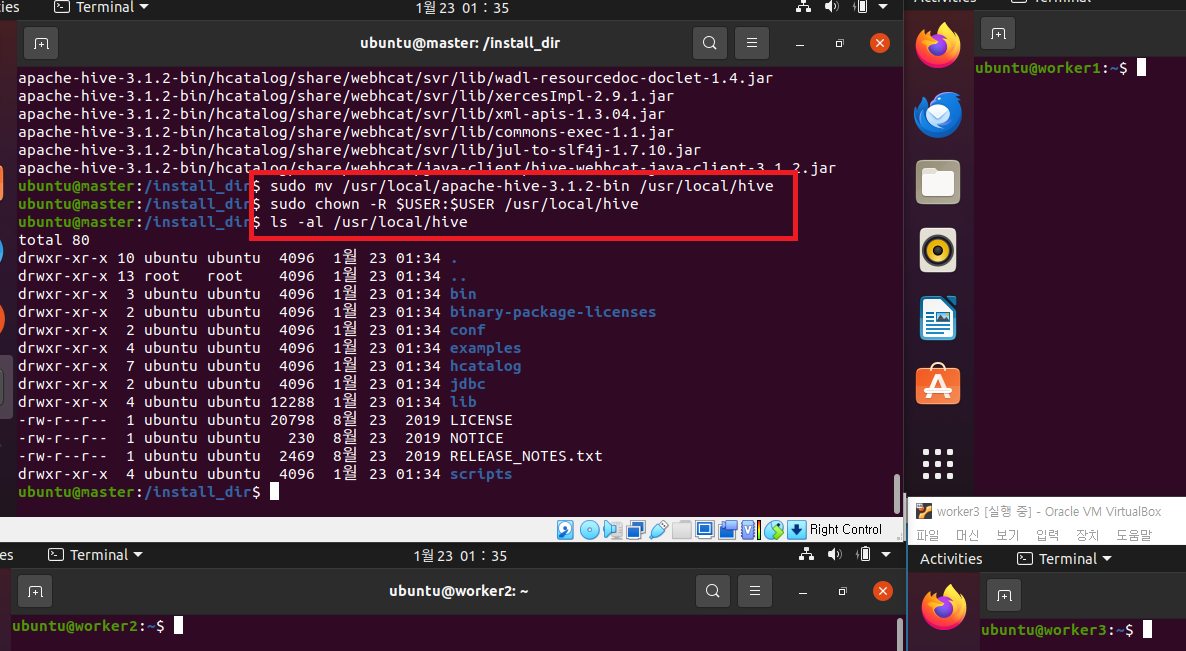 ies Terminal 1월 23 01 : 35
ubuntu@master: /install_dir
apache-hive-3.1.2-bin/hcatalog/share/webhcat/svr/lib/wadl-resourcedoc-doclet-1.4.jar
apache-hive-3.1.2-bin/hcatalog/share/webhcat/svr/lib/xercesImpl-2.9.1.jar
apache-hive-3.1.2-bin/hcatalog/share/webhcat/svr/lib/xml-apis-1.3.04.jar
apache-hive-3.1.2-bin/hcatalog/share/webhcat/svr/lib/commons-exec-1.1.jar
apache-hive-3.1.2-bin/hcatalog/share/webhcat/svr/lib/jul-to-slf4j-1.7.10.jar
apache-hive-3.1.2-bin/hcatalog/share/webhcat/java-client/hive-webhcat-java-client-3.1.2.jar
ubuntu@master:/install_dir$ sudo mv /usr/local/apache-hive-3.1.2-bin /usr/local/hive
ubuntu@master:/install_dir$ sudo chown -R $USER:$USER /usr/local/hive
ubuntu@master:/install_dir$ ls -al /usr/local/hive
total 80
drwxr-xr-x 10 ubuntu ubuntu  4096  1월 23 01:34 .
drwxr-xr-x 13 root   root    4096  1월 23 01:34 ..
drwxr-xr-x  3 ubuntu ubuntu  4096  1월 23 01:34 bin
drwxr-xr-x  2 ubuntu ubuntu  4096  1월 23 01:34 binary-package-licenses
drwxr-xr-x  2 ubuntu ubuntu  4096  1월 23 01:34 conf
drwxr-xr-x  4 ubuntu ubuntu  4096  1월 23 01:34 examples
drwxr-xr-x  7 ubuntu ubuntu  4096  1월 23 01:34 hcatalog
drwxr-xr-x  2 ubuntu ubuntu  4096  1월 23 01:34 jdbc
drwxr-xr-x  4 ubuntu ubuntu 12288  1월 23 01:34 lib
-rw-r--r--  1 ubuntu ubuntu 20798  8월 23  2019 LICENSE
-rw-r--r--  1 ubuntu ubuntu   230  8월 23  2019 NOTICE
-rw-r--r--  1 ubuntu ubuntu  2469  8월 23  2019 RELEASE_NOTES.txt
drwxr-xr-x  4 ubuntu ubuntu  4096  1월 23 01:34 scripts
ubuntu@master:/install_dir$
Right Control
Activities Terminal
ubuntu@worker1:~$
es Terminal 1월 23 01 : 35
ubuntu@worker2: ~
ubuntu@worker2:~$
worker3 [실행 중] - Oracle VM VirtualBox
파일 머신 보기 입력 장치 도움말
Activities Terminal
ubuntu@worker3:~$